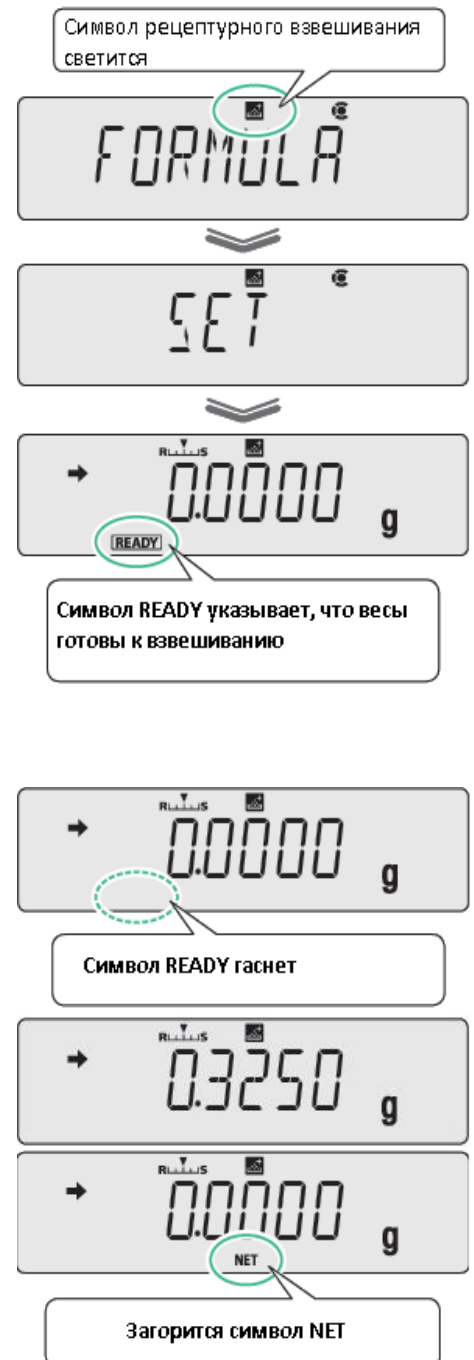 Символ рецептурного взвешивания
светится
FORMULA
SET
R S
0.0000 g
READY
Символ READY указывает, что весы
готовы к взвешиванию
R S
0.0000 g
Символ READY гаснет
R S
0.3250 g
R S
0.0000 g
NET
Загорится символ NET